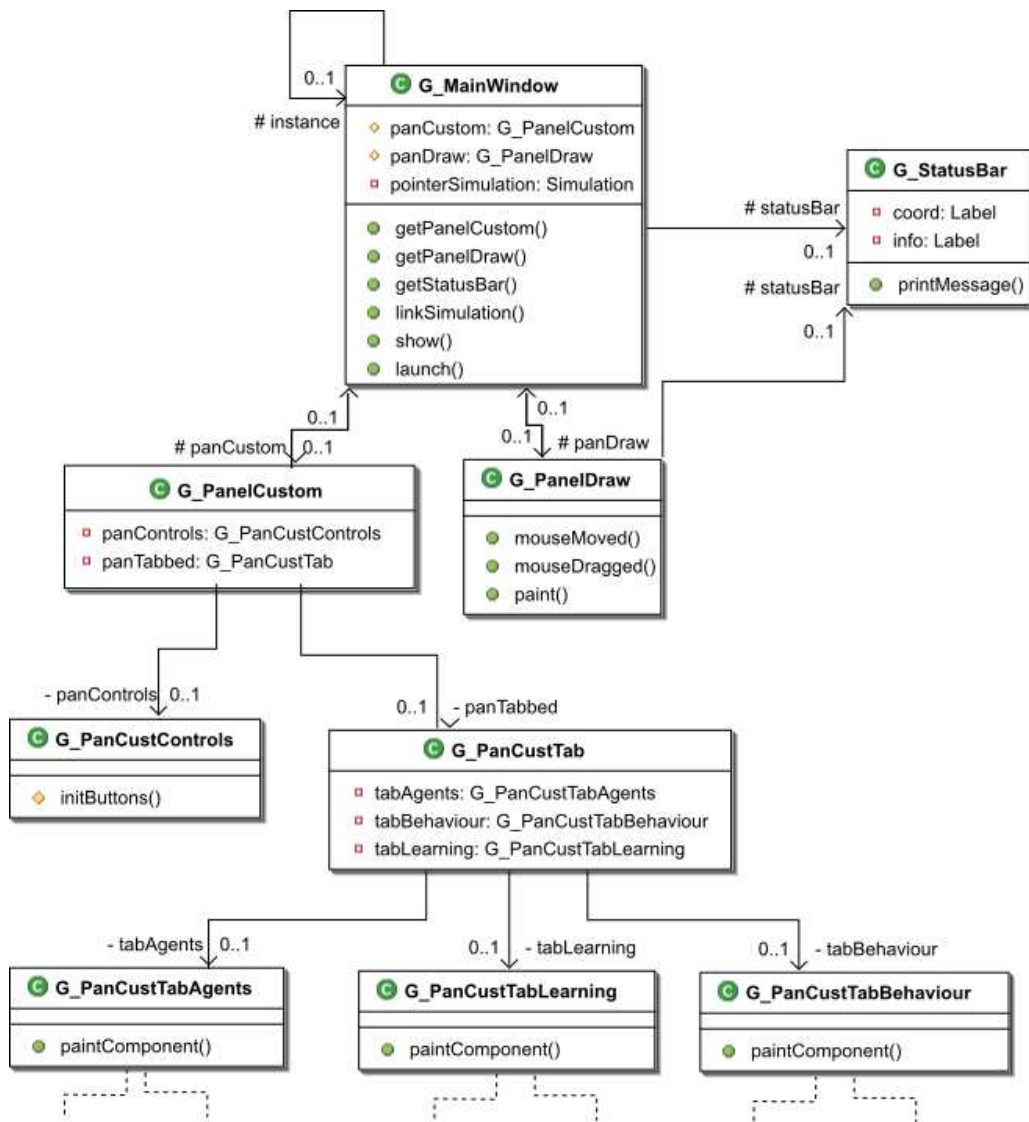 0..1
# instance
C G_MainWindow
panCustom: G_PanelCustom
panDraw: G_PanelDraw
pointerSimulation: Simulation
getPanelCustom()
getPanelDraw()
getStatusBar()
linkSimulation()
show()
launch()
# statusBar
0..1
C G_StatusBar
coord: Label
info: Label
printMessage()
# statusBar
0..1
0..1
# panCustom 0..1
0..1
0..1 # panDraw
C G_PanelCustom
panControls: G_PanCustControls
panTabbed: G_PanCustTab
C G_PanelDraw
mouseMoved()
mouseDragged()
paint()
- panControls 0..1
0..1 - panTabbed
C G_PanCustControls
initButtons()
C G_PanCustTab
tabAgents: G_PanCustTabAgents
tabBehaviour: G_PanCustTabBehaviour
tabLearning: G_PanCustTabLearning
- tabAgents 0..1
0..1 - tabLearning
0..1 - tabBehaviour
C G_PanCustTabAgents
paintComponent()
C G_PanCustTabLearning
paintComponent()
C G_PanCustTabBehaviour
paintComponent()